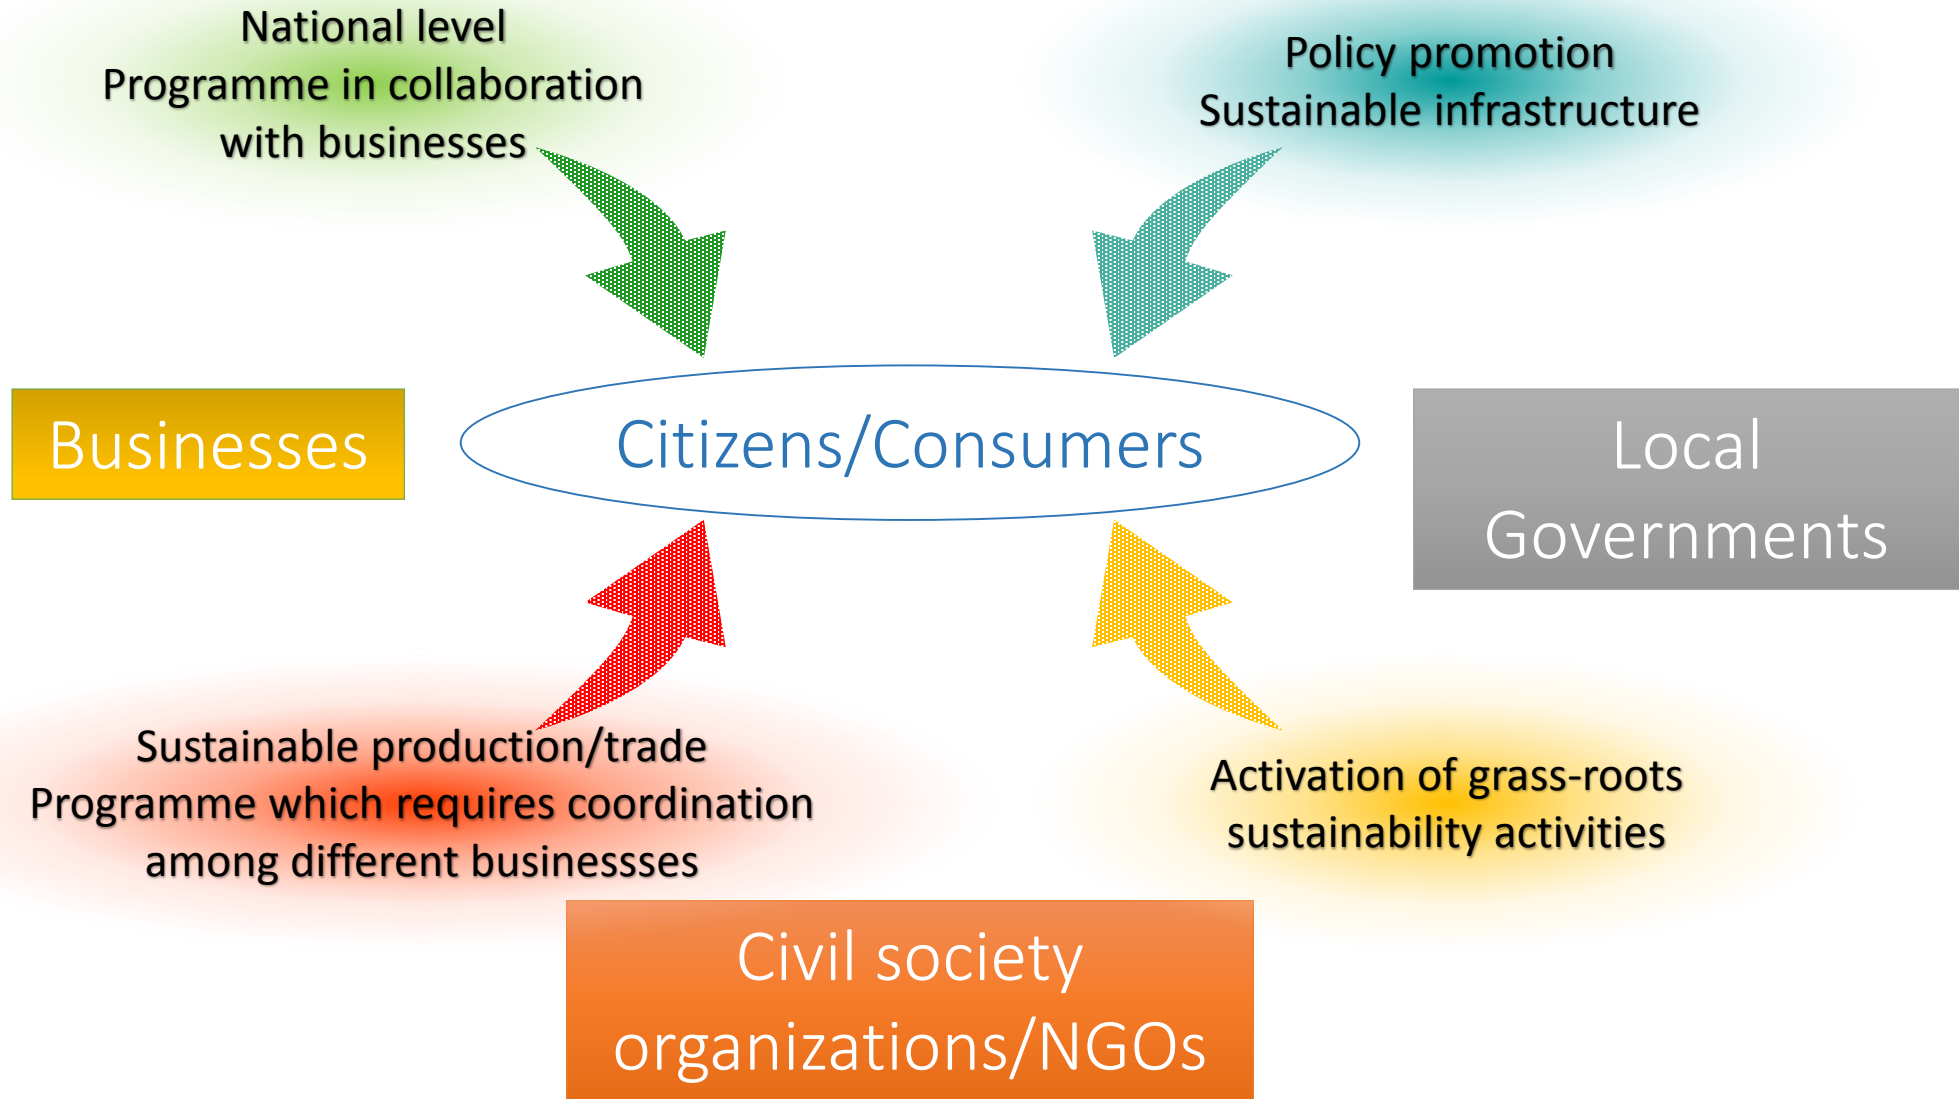 National level
Programme in collaboration
with businesses
Policy promotion
Sustainable infrastructure
Businesses
Citizens/Consumers
Local
Governments
Sustainable production/trade
Programme which requires coordination
among different businessses
Activation of grass-roots
sustainability activities
Civil society
organizations/NGOs